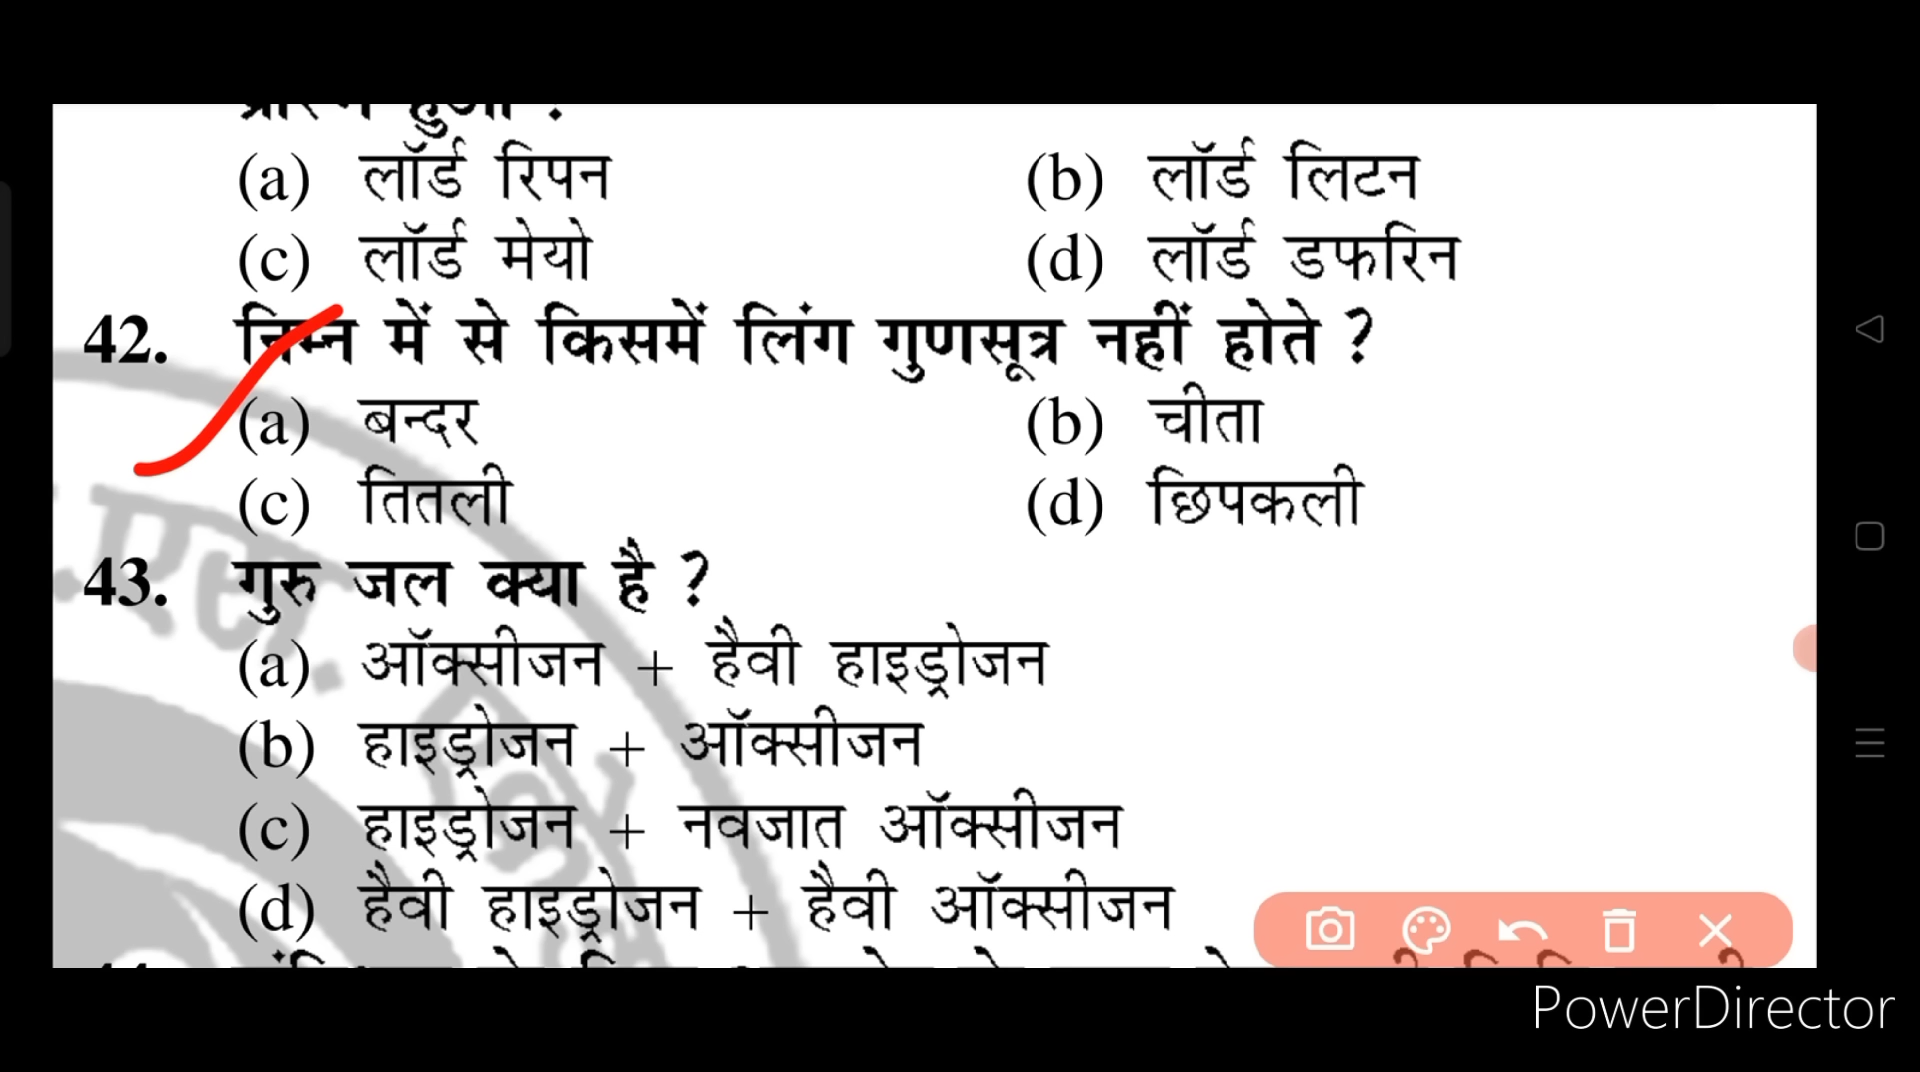 (a) लॉर्ड रिपन (b) लॉर्ड लिटन
(c) लॉर्ड मेयो (d) लॉर्ड डफरिन
42. निम्न में से किसमें लिंग गुणसूत्र नहीं होते ?
(a) बन्दर (b) चीता
(c) तितली (d) छिपकली
43. गुरु जल क्या है ?
(a) ऑक्सीजन + हैवी हाइड्रोजन
(b) हाइड्रोजन + ऑक्सीजन
(c) हाइड्रोजन + नवजात ऑक्सीजन
(d) हैवी हाइड्रोजन + हैवी ऑक्सीजन
PowerDirector